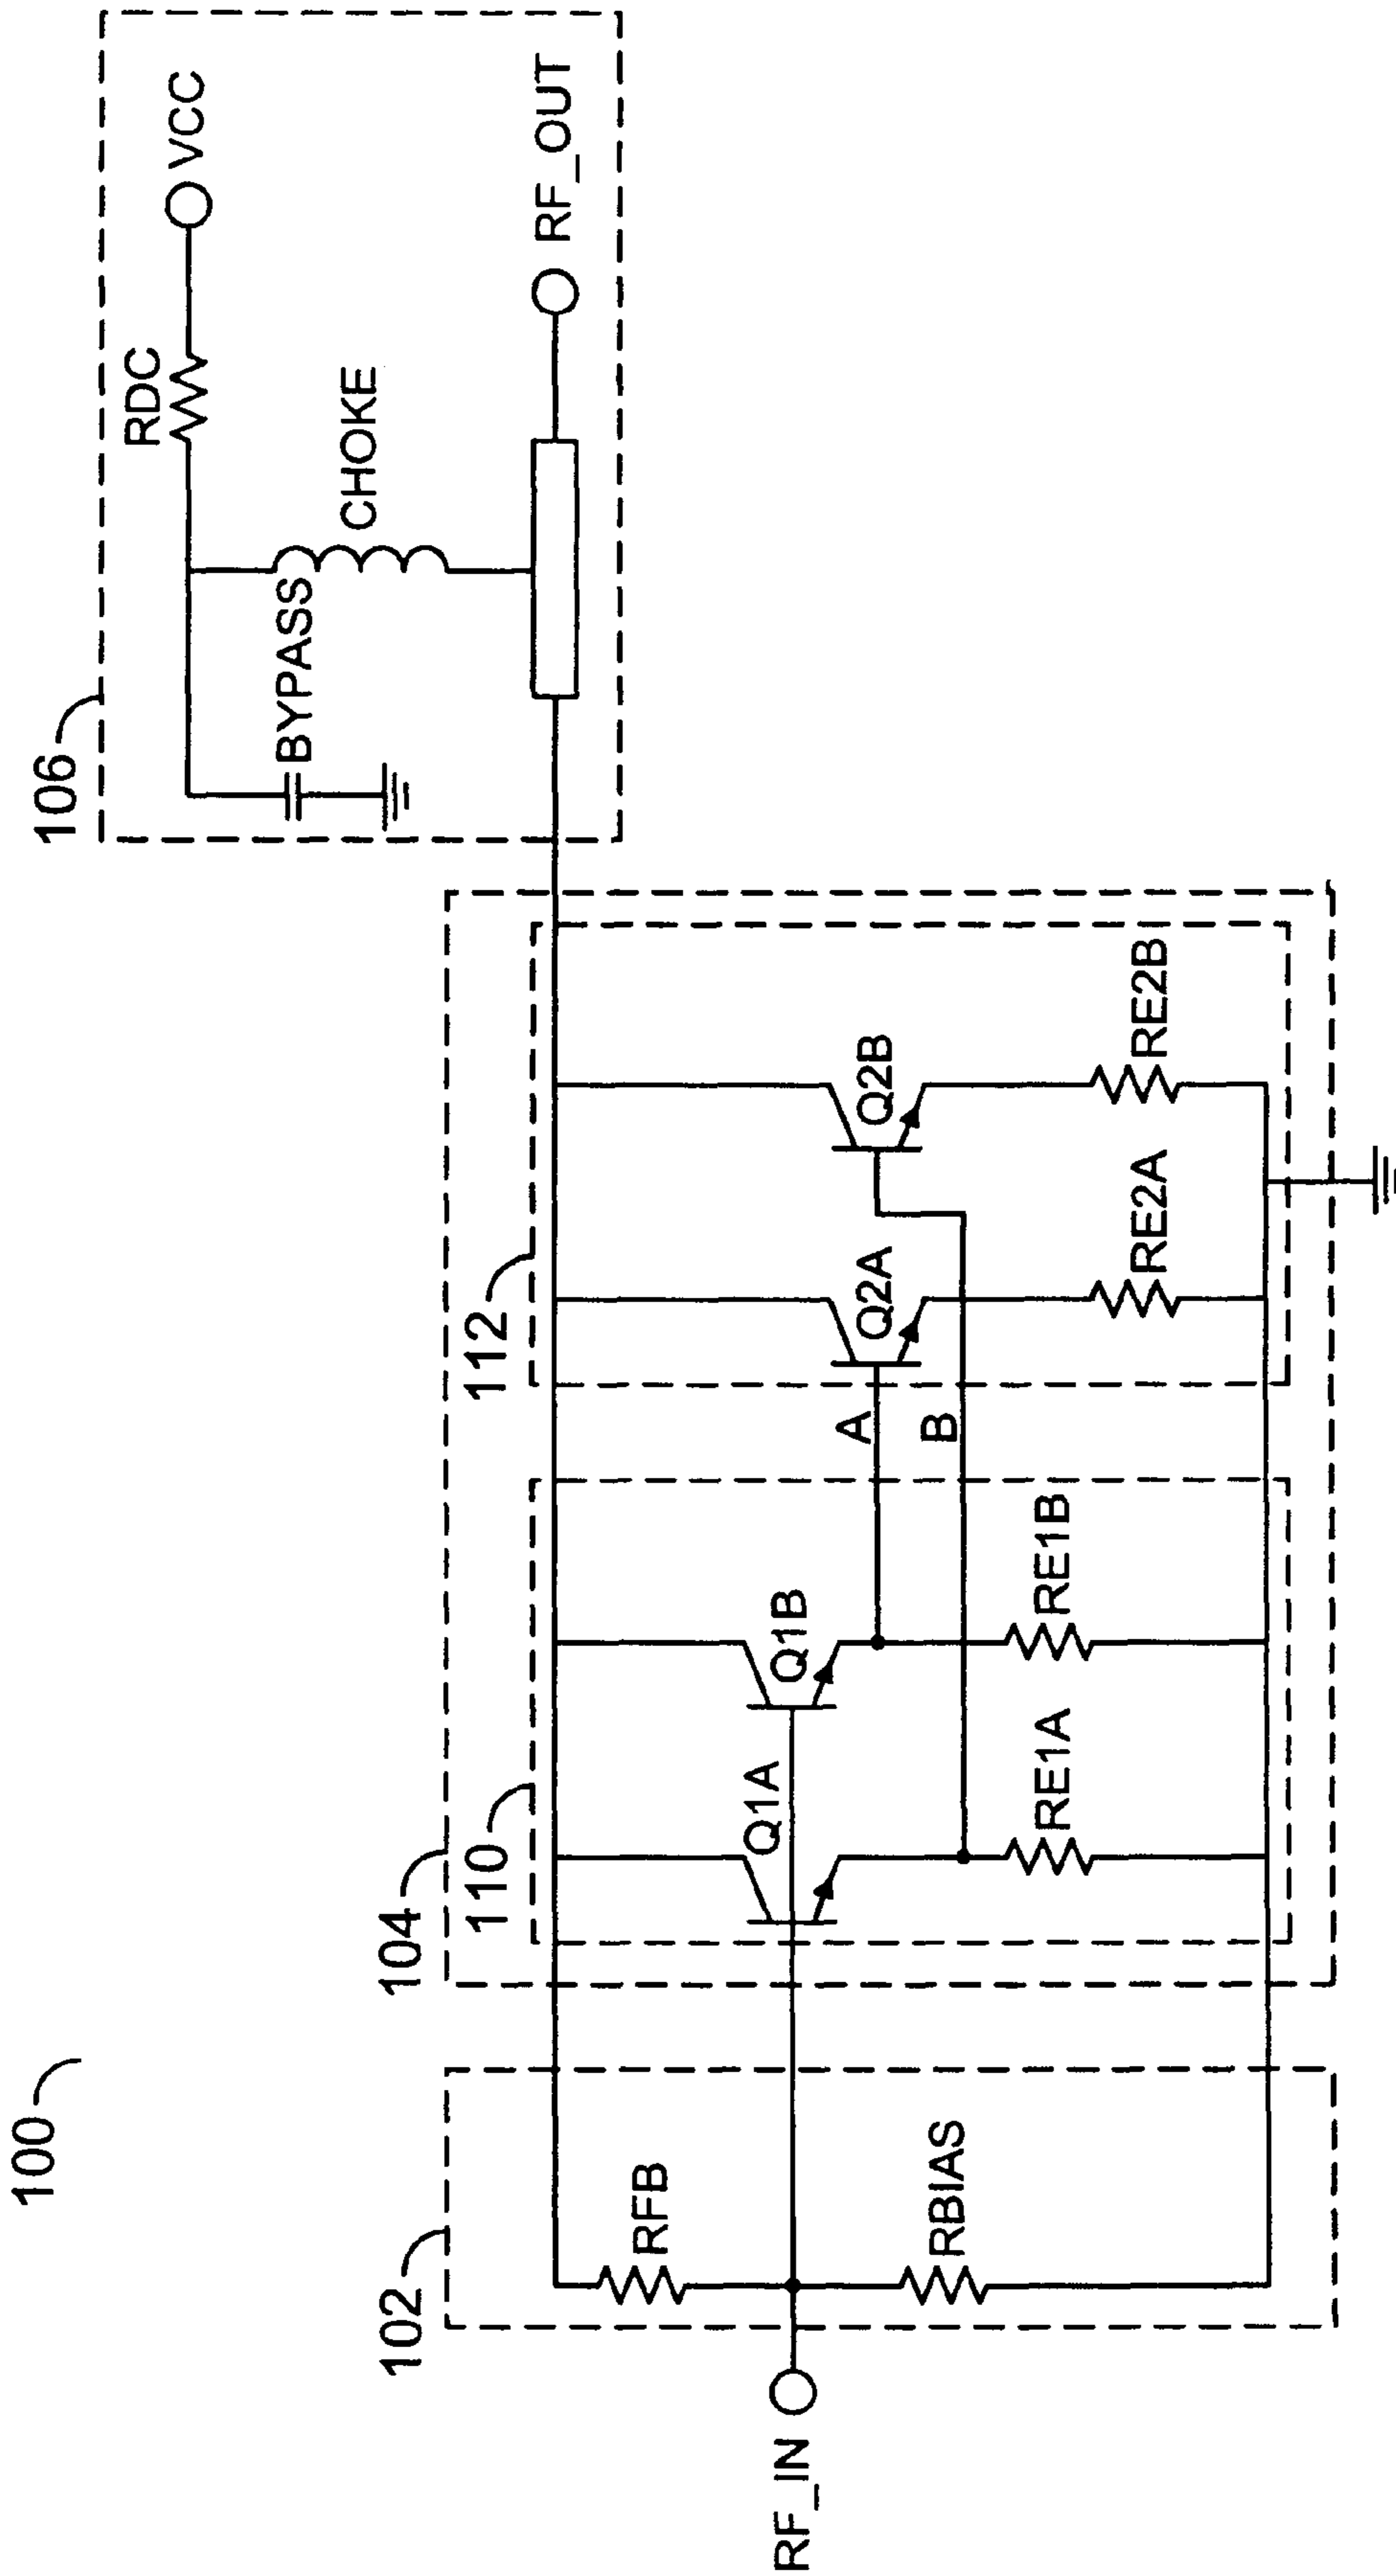 100
106
RDC
VCC
BYPASS
CHOKE
RF_OUT
104
110
112
102
RFB
RF_IN
RBIAS
Q1A
Q1B
A
B
Q2A
Q2B
RE1A
RE1B
RE2A
RE2B